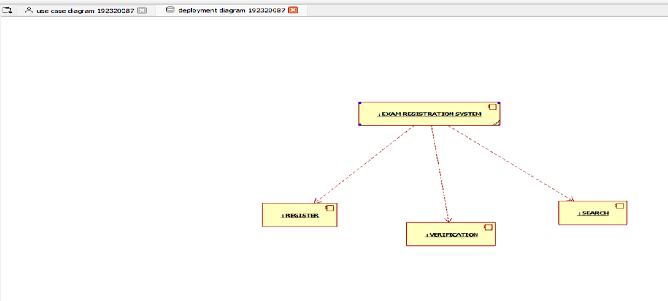 use case diagram 192320087
deployment diagram 192320087
:EXAM REGISTRATION SYSTEM
:REGISTER
:VERIFICATION
:SEARCH